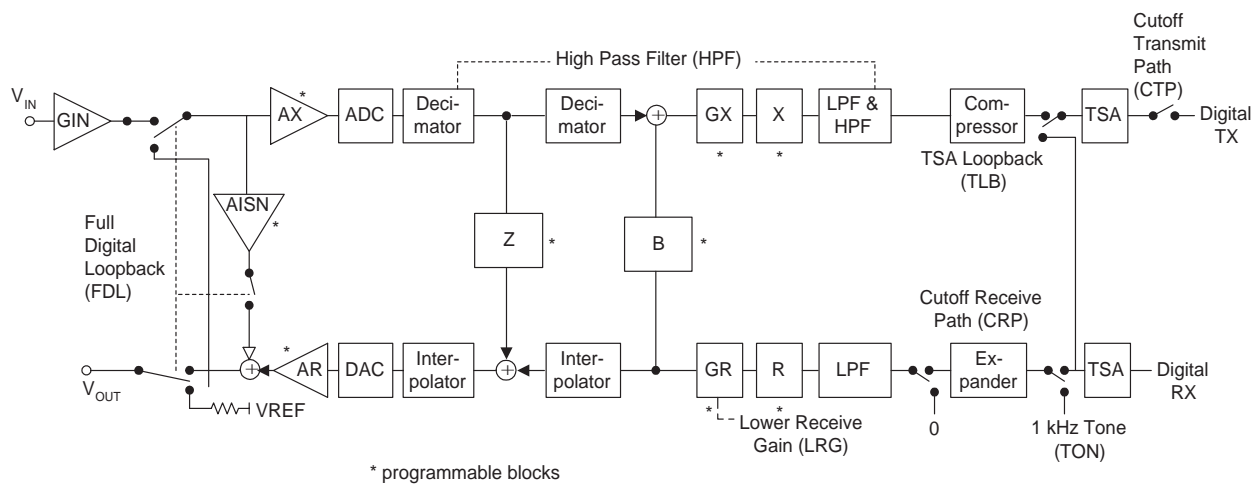 Cutoff
Transmit
Path
(CTP)
High Pass Filter (HPF)
VIN
GIN
AX
*
ADC
Deci-
mator
Deci-
mator
+
GX
*
X
*
LPF &
HPF
Com-
pressor
TSA
Digital
TX
TSA Loopback
(TLB)
AISN
*
Full
Digital
Loopback
(FDL)
Z
*
B
*
Cutoff Receive
Path (CRP)
VOUT
+
*
AR
DAC
Inter-
polator
+
Inter-
polator
GR
*
R
*
LPF
Ex-
pander
TSA
Digital
RX
VREF
Lower Receive
Gain (LRG)
0
1 kHz Tone
(TON)
* programmable blocks